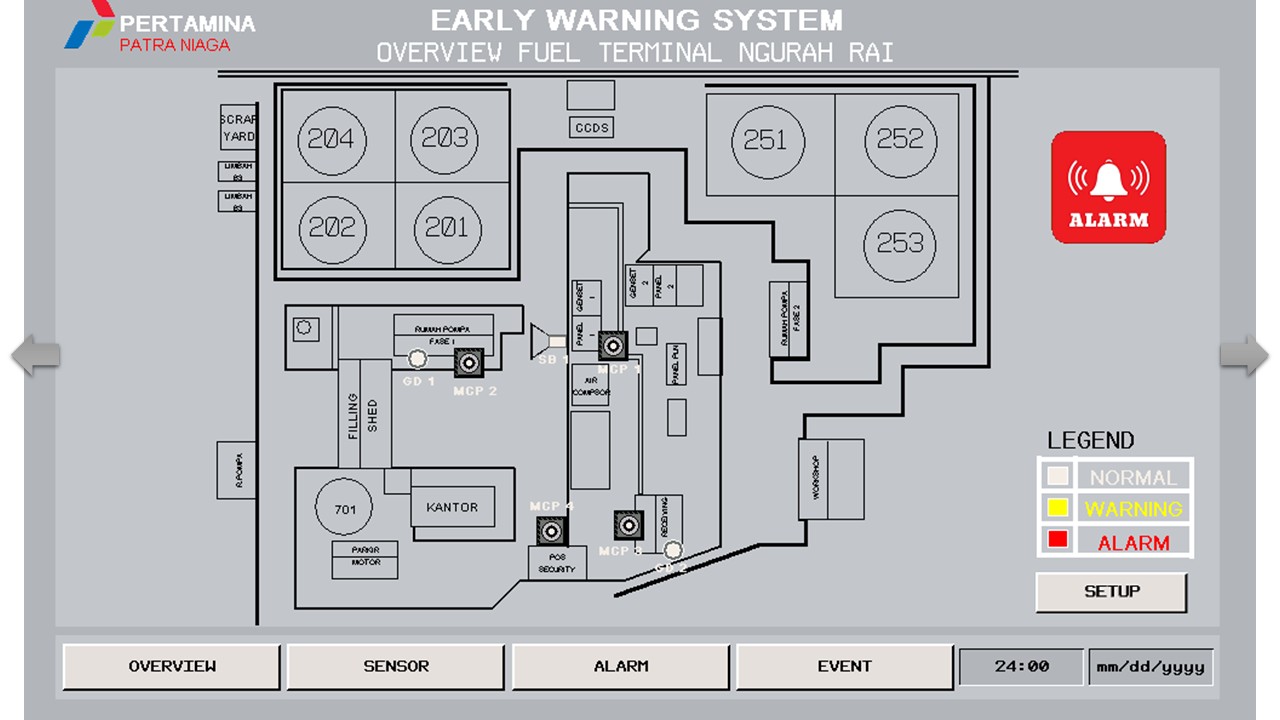 PERTAMINA
PATRA NIAGA
EARLY WARNING SYSTEM
OVERVIEW FUEL TERMINAL NGURAH RAI
SCRAP
YARD
LIMBAH
B3
LIMBAH
B3
204
203
202
201
CCDS
251
252
253
ALARM
GENSET
1
PANEL
1
GENSET
2
PANEL
2
RUMAH POMPA
FASE 2
RUMAH POMPA
FASE 1
GD 1
MCP 2
SB 1
MCP 1
PANEL PLN
AIR
COMPSOR
FILLING
SHED
R.POMPA
WORKSHOP
701
KANTOR
PARKIR
MOTOR
MCP 4
POS
SECURITY
MCP 3
RECEIVING
GD 2
LEGEND
NORMAL
WARNING
ALARM
SETUP
OVERVIEW
SENSOR
ALARM
EVENT
24:00
mm/dd/yyyy